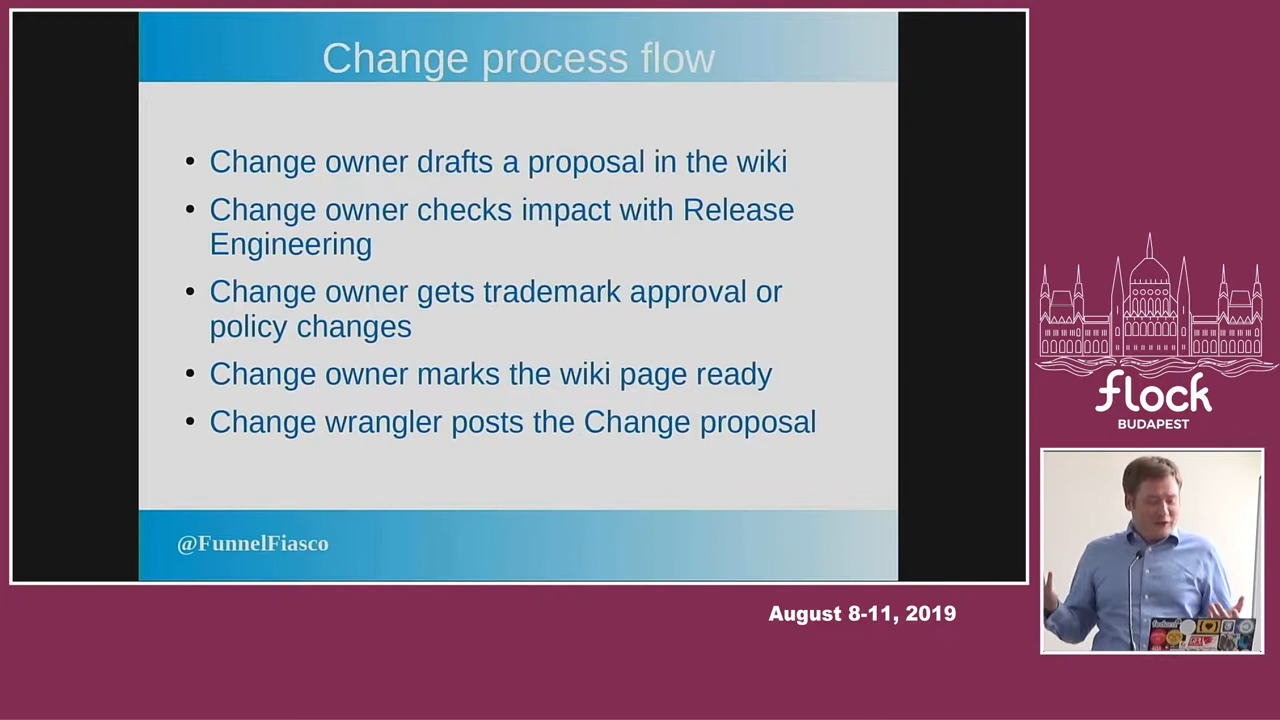 Change process flow
• Change owner drafts a proposal in the wiki
• Change owner checks impact with Release
Engineering
• Change owner gets trademark approval or
policy changes
• Change owner marks the wiki page ready
• Change wrangler posts the Change proposal
@FunnelFiasco
flock
BUDAPEST
August 8-11, 2019